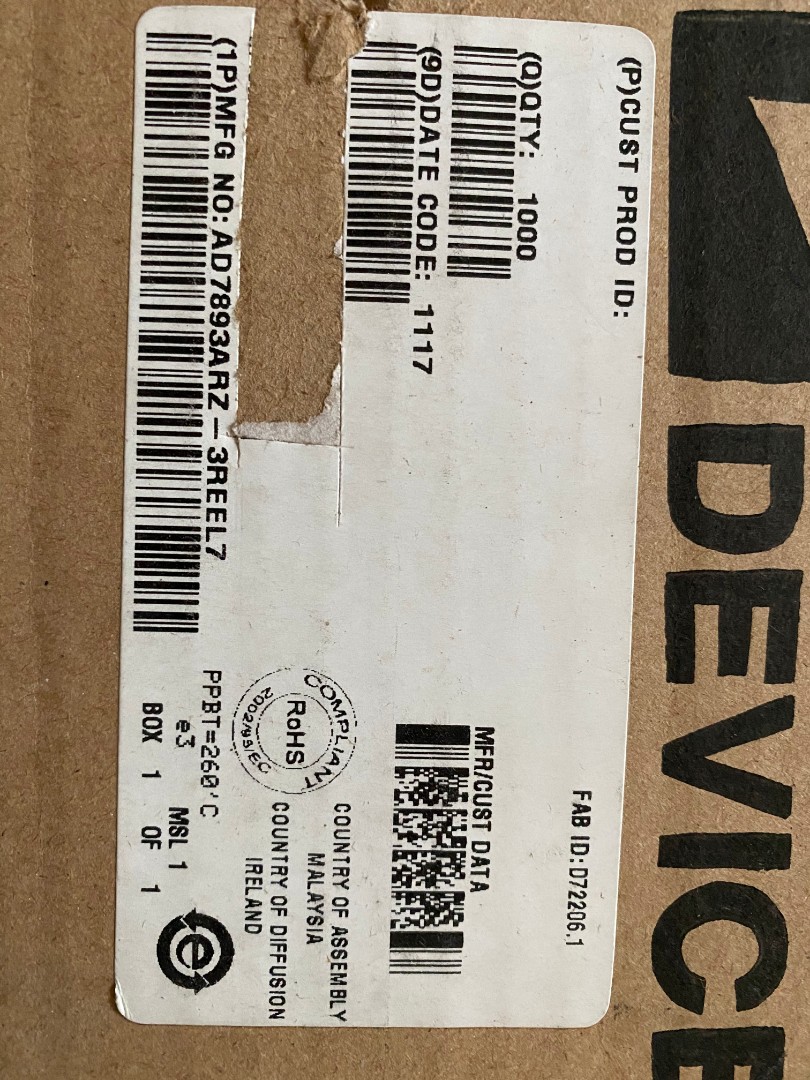 DEVICE
(P)CUST PROD ID:
(Q)QTY: 1000
(9D)DATE CODE: 1117
(1P)MFG NO: AD7893ARZ-3REEL7
FAB ID: D72206.1
MFR/CUST DATA
COMPLIANT
RoHS
2002/95/EC
COUNTRY OF ASSEMBLY
MALAYSIA
COUNTRY OF DIFFUSION
IRELAND
PPBT=260'C
e3 MSL 1
BOX 1 OF 1
e